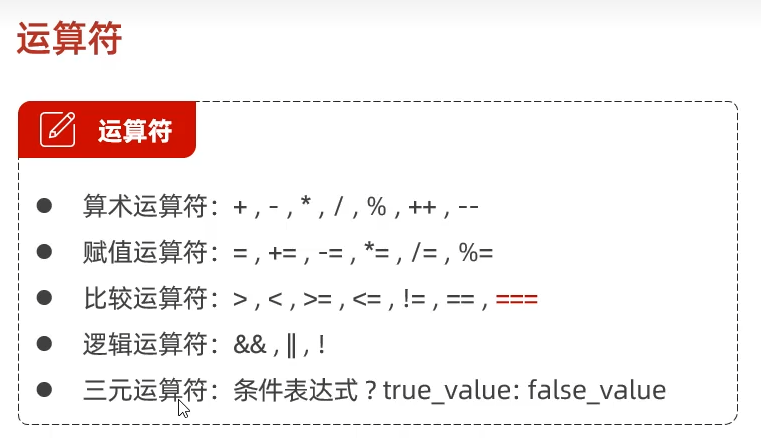 运算符
运算符
算术运算符：+ , - , * , / , % , ++ , --
赋值运算符：= , += , -= , *= , /= , %=
比较运算符：> , < , >= , <= , != , == , ===
逻辑运算符：&& , || , !
三元运算符：条件表达式 ? true_value: false_value